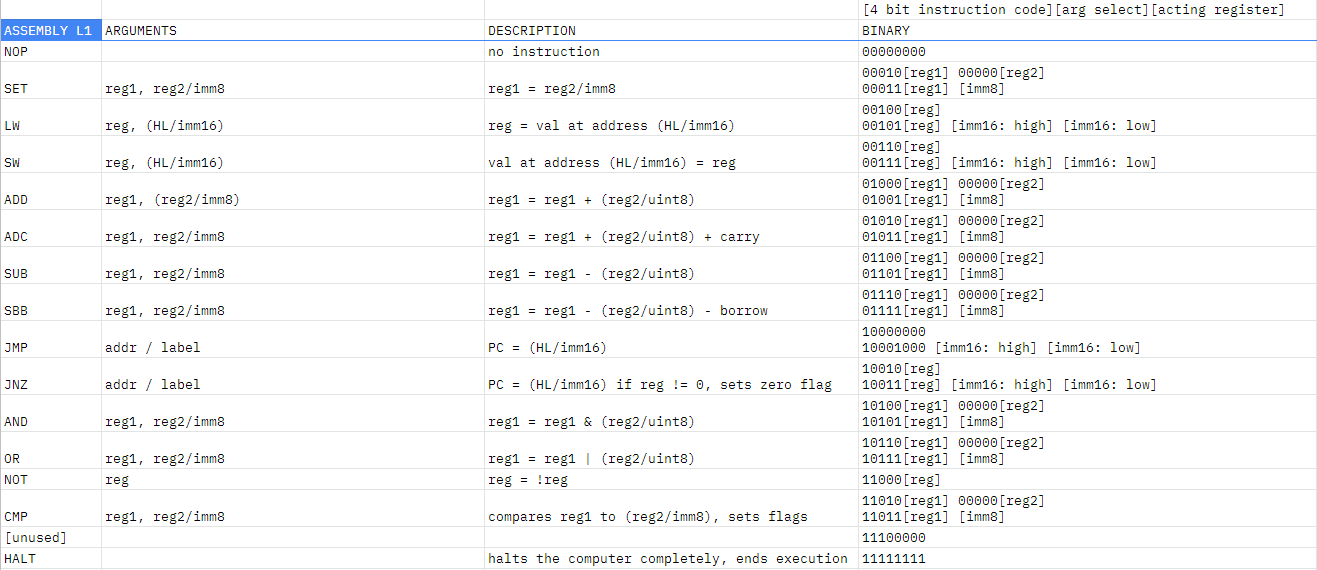 [4 bit instruction code][arg select][acting register]
ASSEMBLY L1 ARGUMENTS DESCRIPTION BINARY
NOP no instruction 00000000
00010[reg1] 00000[reg2]
SET reg1, reg2/imm8 reg1 = reg2/imm8 00011[reg1] [imm8]
00100[reg]
LW reg, (HL/imm16) reg = val at address (HL/imm16) 00101[reg] [imm16: high] [imm16: low]
00110[reg]
SW reg, (HL/imm16) val at address (HL/imm16) = reg 00111[reg] [imm16: high] [imm16: low]
01000[reg1] 00000[reg2]
ADD reg1, (reg2/imm8) reg1 = reg1 + (reg2/uint8) 01001[reg1] [imm8]
01010[reg1] 00000[reg2]
ADC reg1, reg2/imm8 reg1 = reg1 + (reg2/uint8) + carry 01011[reg1] [imm8]
01100[reg1] 00000[reg2]
SUB reg1, reg2/imm8 reg1 = reg1 - (reg2/uint8) 01101[reg1] [imm8]
01110[reg1] 00000[reg2]
SBB reg1, reg2/imm8 reg1 = reg1 - (reg2/uint8) - borrow 01111[reg1] [imm8]
10000000
JMP addr / label PC = (HL/imm16) 10001000 [imm16: high] [imm16: low]
10010[reg]
JNZ addr / label PC = (HL/imm16) if reg != 0, sets zero flag 10011[reg] [imm16: high] [imm16: low]
10100[reg1] 00000[reg2]
AND reg1, reg2/imm8 reg1 = reg1 & (reg2/uint8) 10101[reg1] [imm8]
10110[reg1] 00000[reg2]
OR reg1, reg2/imm8 reg1 = reg1 | (reg2/uint8) 10111[reg1] [imm8]
NOT reg reg = !reg 11000[reg]
11010[reg1] 00000[reg2]
CMP reg1, reg2/imm8 compares reg1 to (reg2/imm8), sets flags 11011[reg1] [imm8]
[unused] 11100000
HALT halts the computer completely, ends execution 11111111